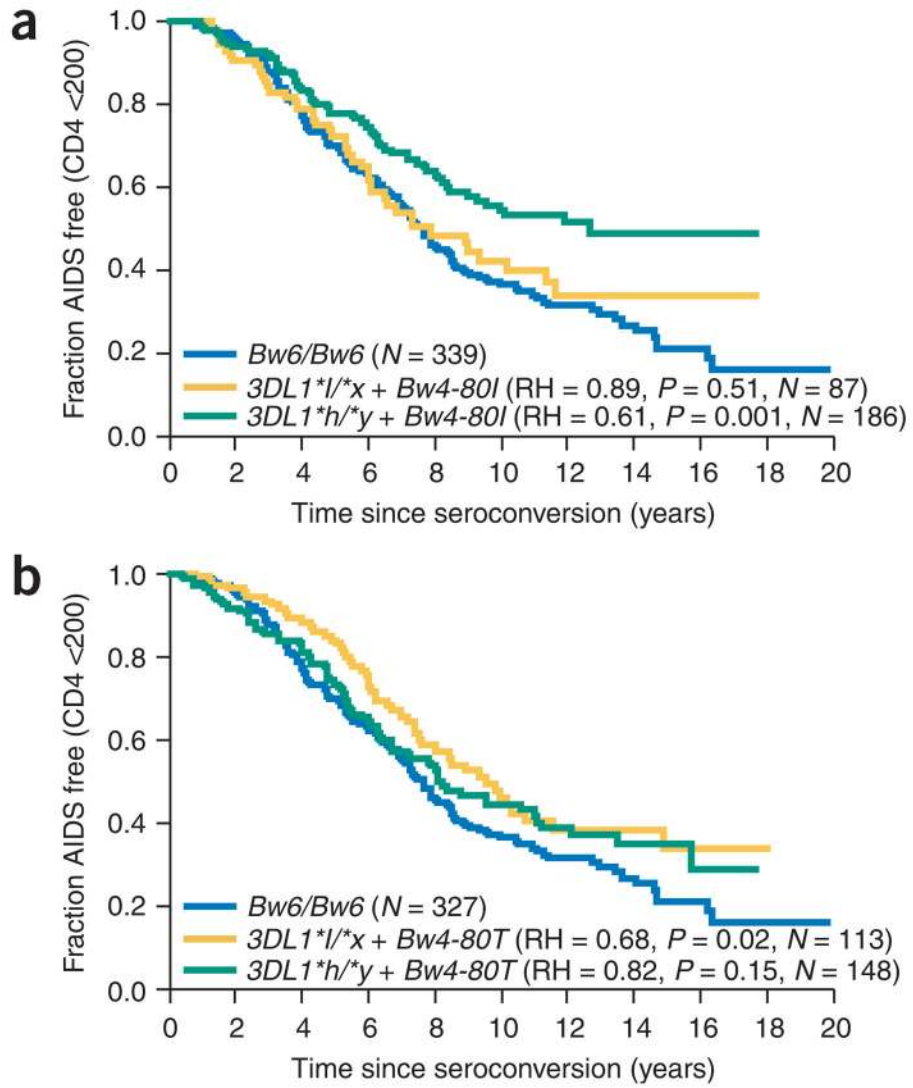 a
Fraction AIDS free (CD4 <200)
1.0
0.8
0.6
0.4
0.2
0.0
Bw6/Bw6 (N = 339)
3DL1*l/*x + Bw4-80I (RH = 0.89, P = 0.51, N = 87)
3DL1*h/*y + Bw4-80I (RH = 0.61, P = 0.001, N = 186)
0 2 4 6 8 10 12 14 16 18 20
Time since seroconversion (years)
b
Fraction AIDS free (CD4 <200)
1.0
0.8
0.6
0.4
0.2
0.0
Bw6/Bw6 (N = 327)
3DL1*l/*x + Bw4-80T (RH = 0.68, P = 0.02, N = 113)
3DL1*h/*y + Bw4-80T (RH = 0.82, P = 0.15, N = 148)
0 2 4 6 8 10 12 14 16 18 20
Time since seroconversion (years)